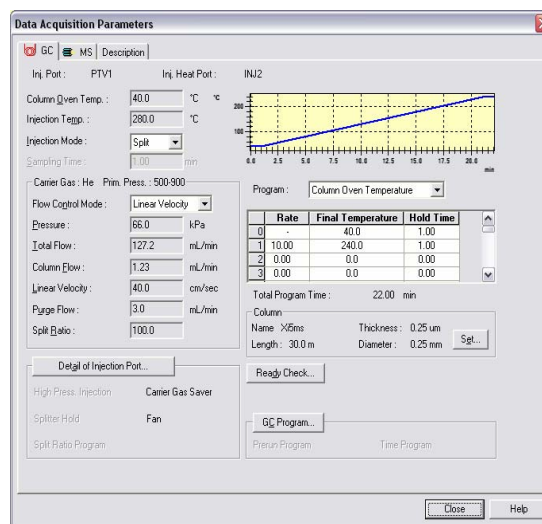 Data Acquisition Parameters
GC MS Description
Inj. Port : PTV1 Inj. Heat Port : INJ2
Column Oven Temp. : 40.0 °C
Injection Temp. : 280.0 °C
Injection Mode : Split
Sampling Time : 1.00 min
°C
200
100
0.0 2.5 5.0 7.5 10.0 12.5 15.0 17.5 20.0
min
Carrier Gas : He Prim. Press. : 500-900
Flow Control Mode : Linear Velocity
Pressure : 66.0 kPa
Total Flow : 127.2 mL/min
Column Flow : 1.23 mL/min
Linear Velocity : 40.0 cm/sec
Purge Flow : 3.0 mL/min
Split Ratio : 100.0
Program : Column Oven Temperature
Rate Final Temperature Hold Time
0 - 40.0 1.00
1 10.00 240.0 1.00
2 0.00 0.0 0.00
3 0.00 0.0 0.00
Total Program Time : 22.00 min
Column
Name Thickness : 0.25 um
Length : 30.0 m Diameter : 0.25 mm
Set...
Detail of Injection Port...
High Press. Injection Carrier Gas Saver
Splitter Hold Fan
Split Ratio Program
Ready Check...
GC Program...
Prerun Program Time Program
Close Help